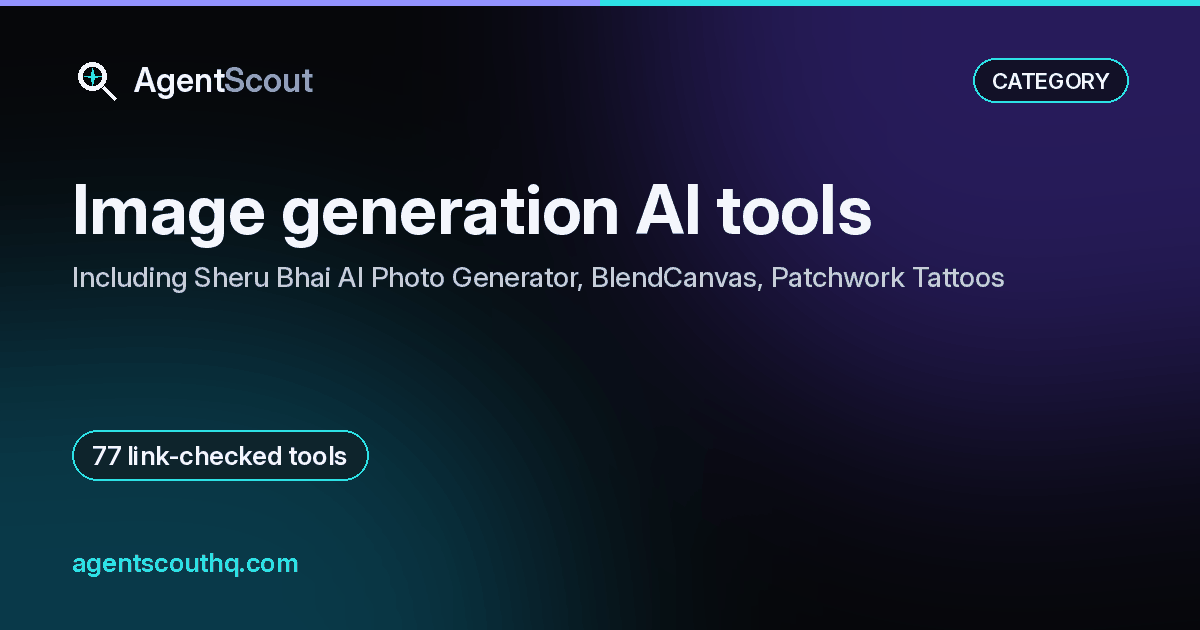 AgentScout
CATEGORY
Image generation AI tools
Including Sheru Bhai AI Photo Generator, BlendCanvas, Patchwork Tattoos
77 link-checked tools
agentscouthq.com